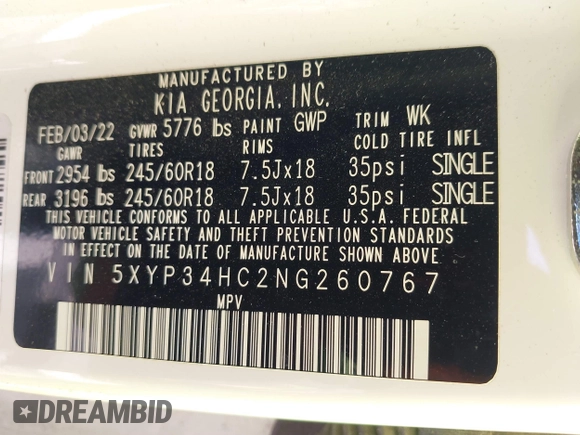 MANUFACTURED BY
KIA GEORGIA, INC.
FEB/03/22 GVWR 5776 lbs PAINT GWP TRIM WK
GAWR TIRES RIMS COLD TIRE INFL
FRONT 2954 lbs 245/60R18 7.5Jx18 35psi SINGLE
REAR 3196 lbs 245/60R18 7.5Jx18 35psi SINGLE
THIS VEHICLE CONFORMS TO ALL APPLICABLE U.S.A. FEDERAL
MOTOR VEHICLE SAFETY AND THEFT PREVENTION STANDARDS
IN EFFECT ON THE DATE OF MANUFACTURE SHOWN ABOVE.
VIN 5XYP34HC2NG260767
MPV
DREAMBID